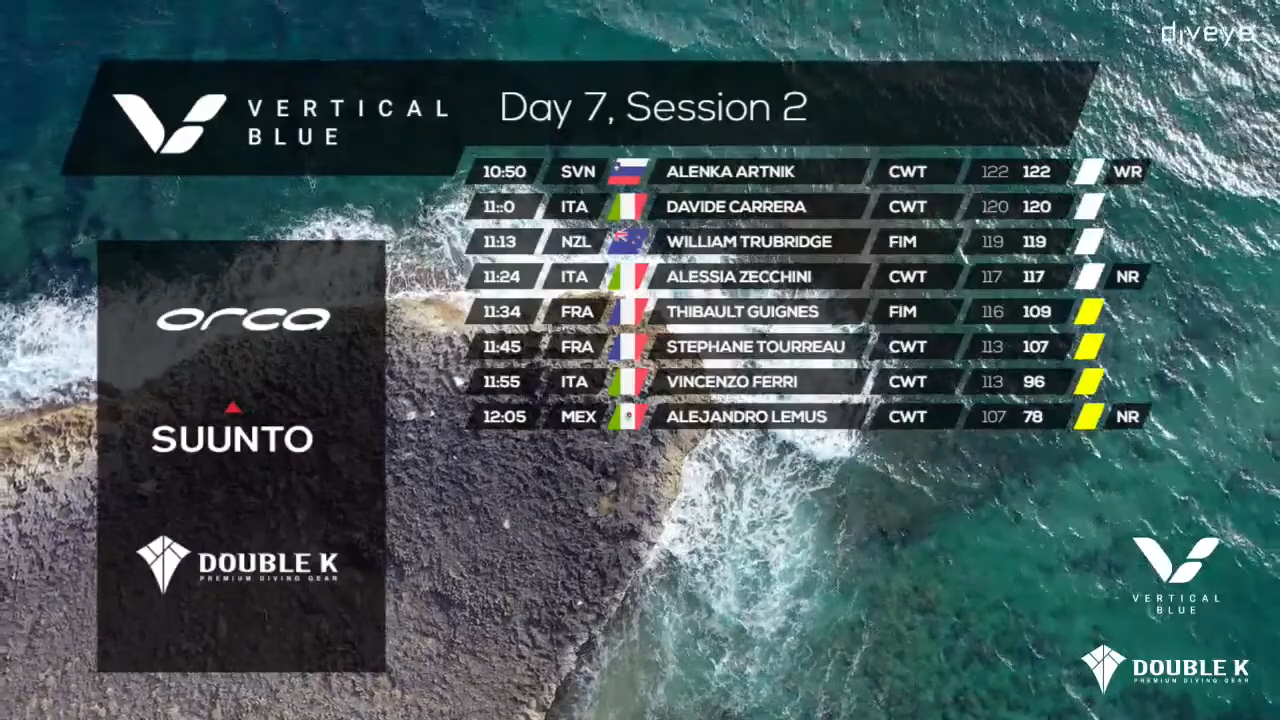 diveye
VERTICAL
BLUE
Day 7, Session 2
10:50 SVN ALENKA ARTNIK CWT 122 122 WR
11::0 ITA DAVIDE CARRERA CWT 120 120
11:13 NZL WILLIAM TRUBRIDGE FIM 119 119
11:24 ITA ALESSIA ZECCHINI CWT 117 117 NR
11:34 FRA THIBAULT GUIGNES FIM 116 109
11:45 FRA STEPHANE TOURREAU CWT 113 107
11:55 ITA VINCENZO FERRI CWT 113 96
12:05 MEX ALEJANDRO LEMUS CWT 107 78 NR
orca
SUUNTO
DOUBLE K
PREMIUM DIVING GEAR
VERTICAL
BLUE
DOUBLE K
PREMIUM DIVING GEAR